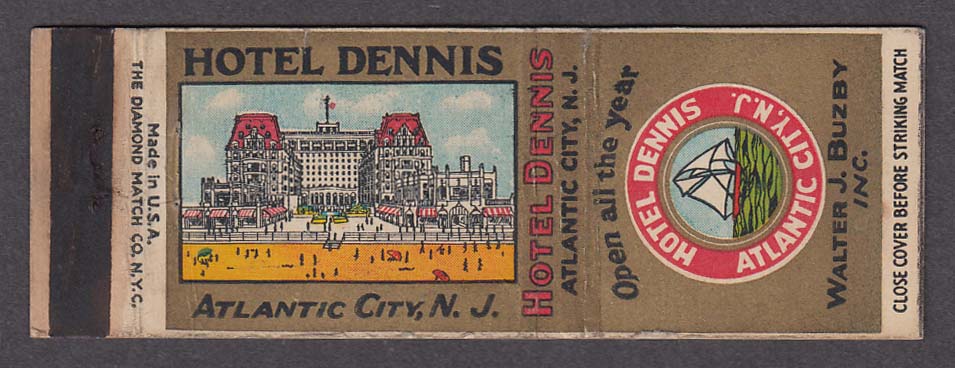 Made in U.S.A.
THE DIAMOND MATCH CO. N.Y.C.
HOTEL DENNIS
ATLANTIC CITY, N. J.
HOTEL DENNIS
ATLANTIC CITY, N. J.
Open all the year
HOTEL DENNIS
ATLANTIC CITY, N.J.
WALTER J. BUZBY
INC.
CLOSE COVER BEFORE STRIKING MATCH